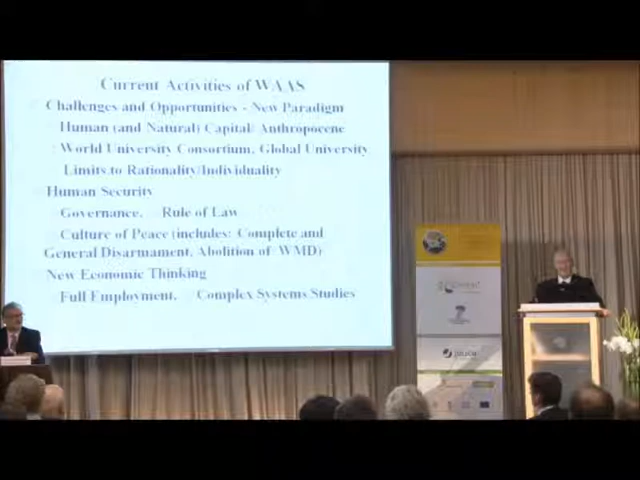 Current Activities of WAAS
Challenges and Opportunities - New Paradigm
Human (and Natural) Capital/ Anthropocene
World University Consortium, Global University
Limits to Rationality/Individuality
Human Security
Governance, Rule of Law
Culture of Peace (includes: Complete and
General Disarmament, Abolition of WMD)
New Economic Thinking
Full Employment, Complex Systems Studies